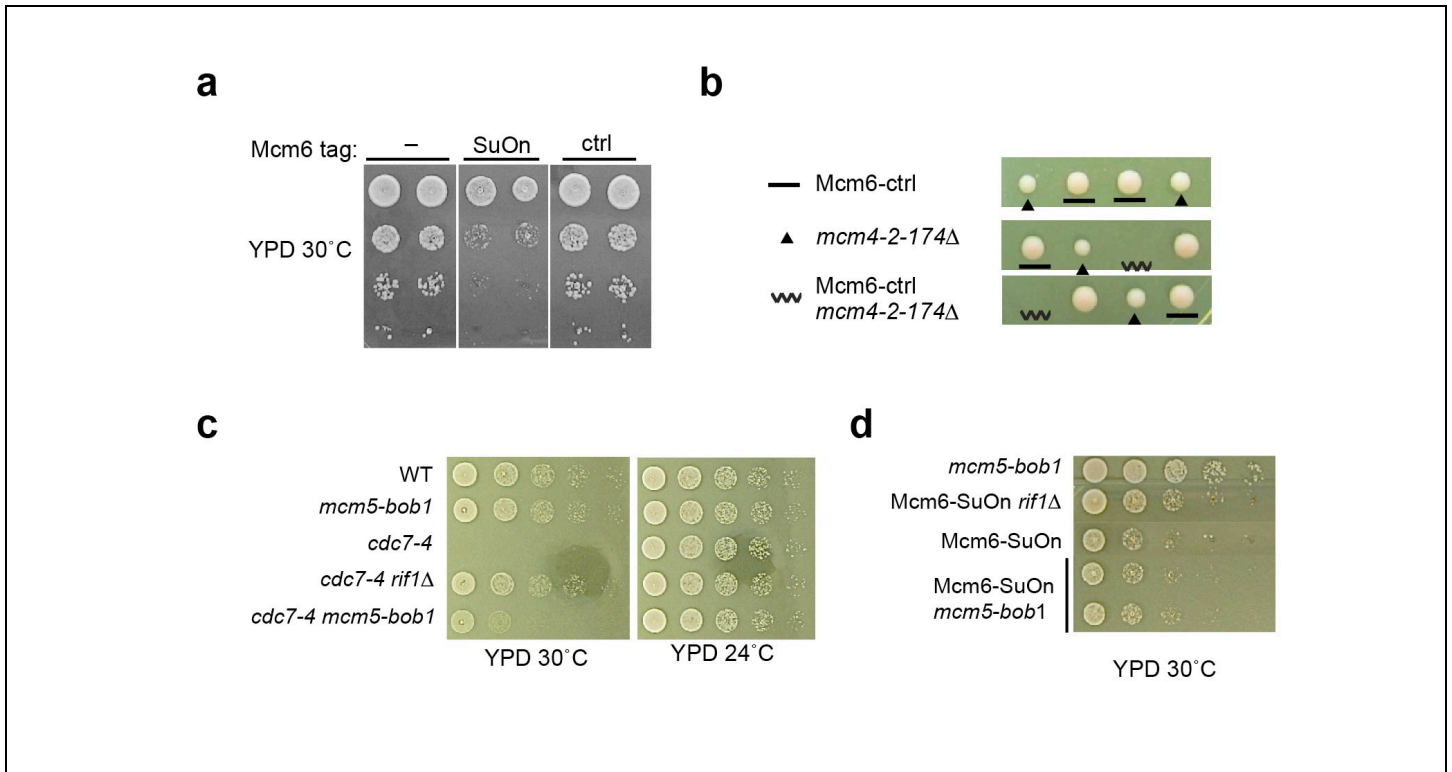 a
Mcm6 tag:
–
SuOn
ctrl
YPD 30˚C
b
Mcm6-ctrl
mcm4-2-174Δ
Mcm6-ctrl
mcm4-2-174Δ
c
WT
mcm5-bob1
cdc7-4
cdc7-4 rif1Δ
cdc7-4 mcm5-bob1
YPD 30˚C
YPD 24˚C
d
mcm5-bob1
Mcm6-SuOn rif1Δ
Mcm6-SuOn
Mcm6-SuOn
mcm5-bob1
YPD 30˚C